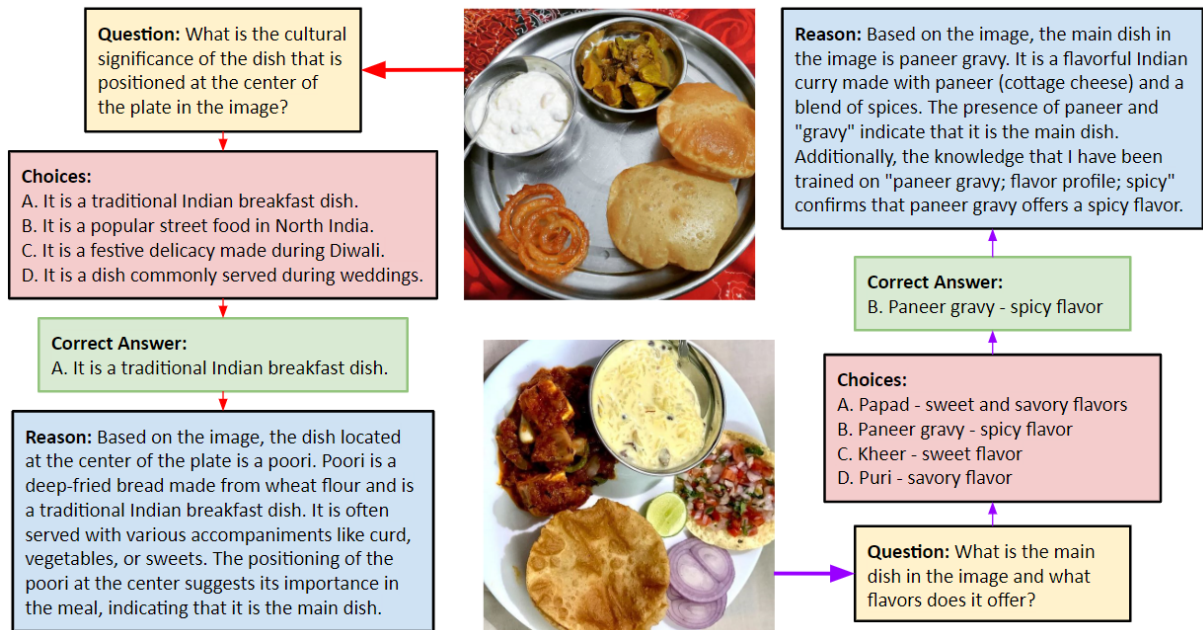 Question: What is the cultural
significance of the dish that is
positioned at the center of
the plate in the image?
Choices:
A. It is a traditional Indian breakfast dish.
B. It is a popular street food in North India.
C. It is a festive delicacy made during Diwali.
D. It is a dish commonly served during weddings.
Correct Answer:
A. It is a traditional Indian breakfast dish.
Reason: Based on the image, the dish located
at the center of the plate is a poori. Poori is a
deep-fried bread made from wheat flour and is
a traditional Indian breakfast dish. It is often
served with various accompaniments like curd,
vegetables, or sweets. The positioning of the
poori at the center suggests its importance in
the meal, indicating that it is the main dish.
Reason: Based on the image, the main dish in
the image is paneer gravy. It is a flavorful Indian
curry made with paneer (cottage cheese) and a
blend of spices. The presence of paneer and
"gravy" indicate that it is the main dish.
Additionally, the knowledge that I have been
trained on "paneer gravy; flavor profile; spicy"
confirms that paneer gravy offers a spicy flavor.
Correct Answer:
B. Paneer gravy - spicy flavor
Choices:
A. Papad - sweet and savory flavors
B. Paneer gravy - spicy flavor
C. Kheer - sweet flavor
D. Puri - savory flavor
Question: What is the main
dish in the image and what
flavors does it offer?